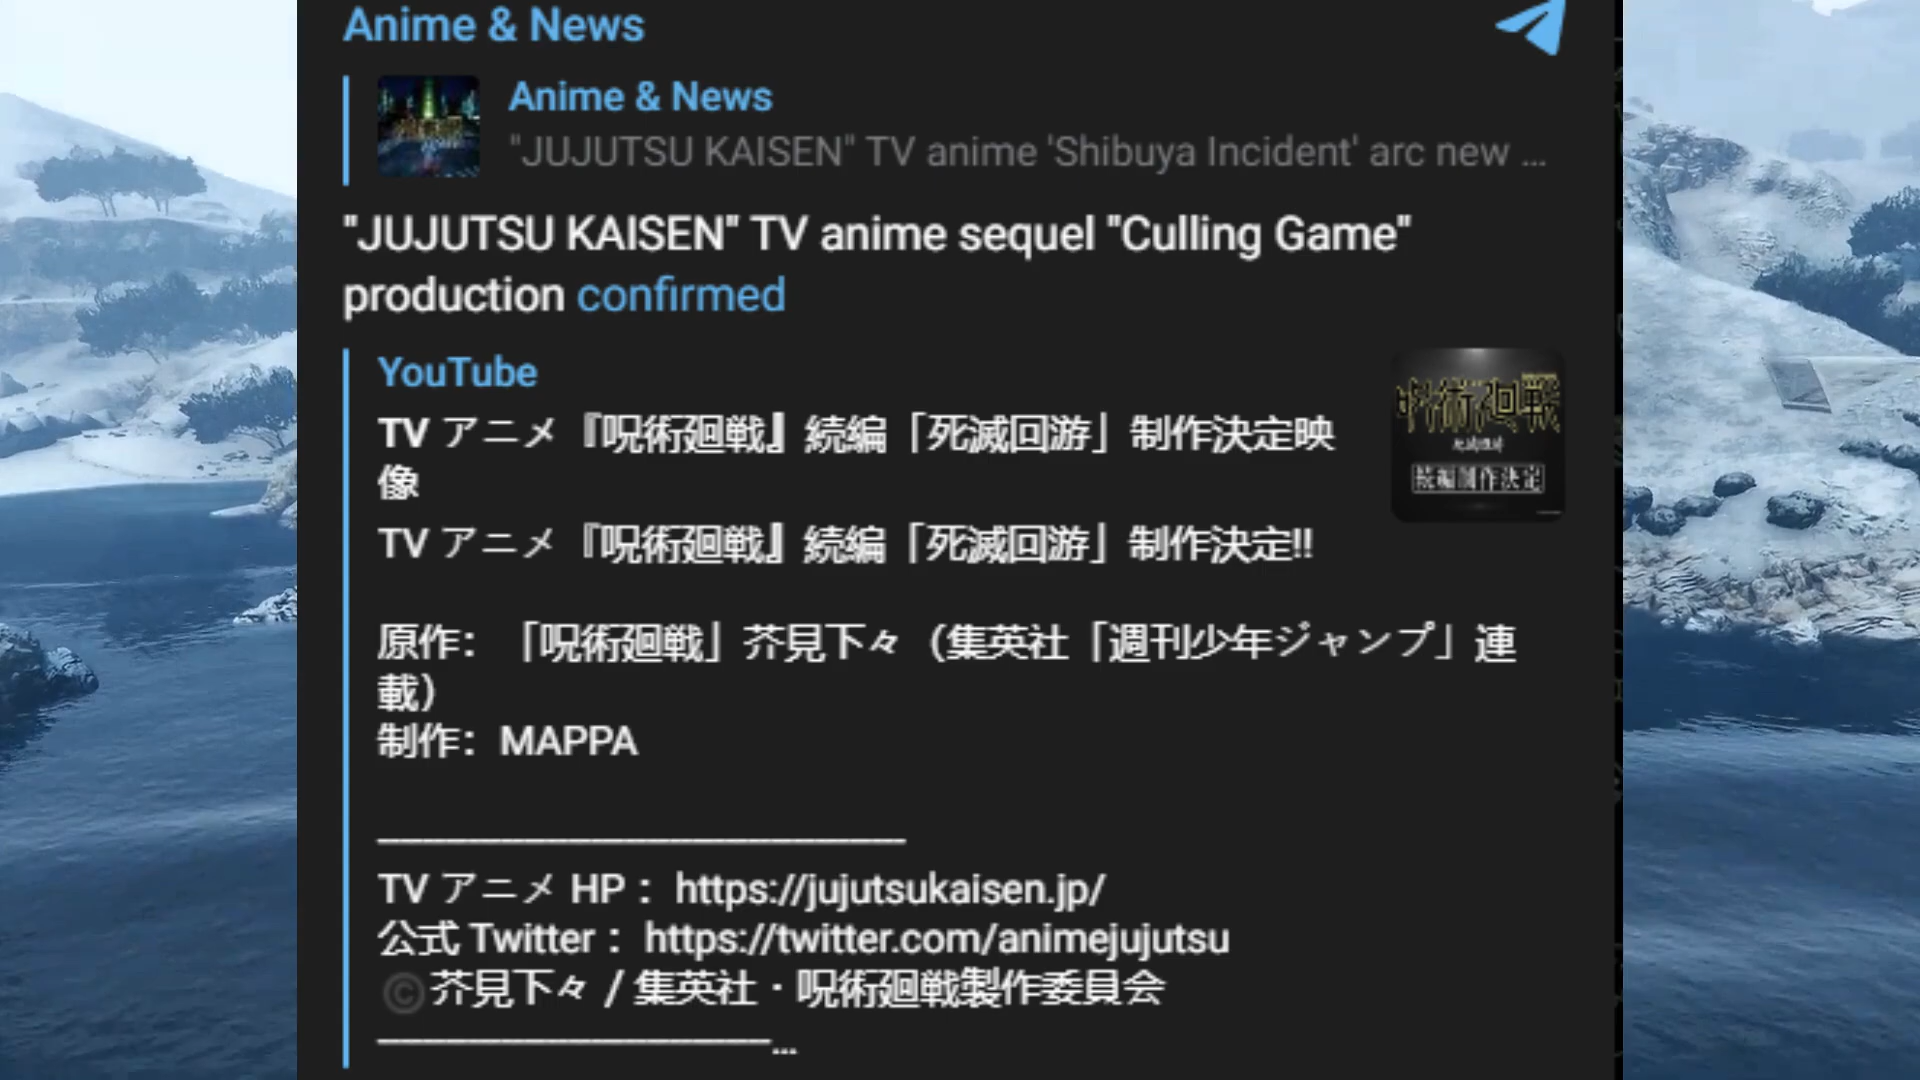 Anime & News
Anime & News
"JUJUTSU KAISEN" TV anime 'Shibuya Incident' arc new ...
"JUJUTSU KAISEN" TV anime sequel "Culling Game"
production confirmed
YouTube
TV アニメ『呪術廻戦』続編「死滅回游」制作決定映
像
TV アニメ『呪術廻戦』続編「死滅回游」制作決定!!
呪術廻戦
死滅回游
続編制作決定
原作：「呪術廻戦」芥見下々（集英社「週刊少年ジャンプ」連
載）
制作：MAPPA
TV アニメ HP： https://jujutsukaisen.jp/
公式 Twitter： https://twitter.com/animejujutsu
©芥見下々 / 集英社・呪術廻戦製作委員会
...